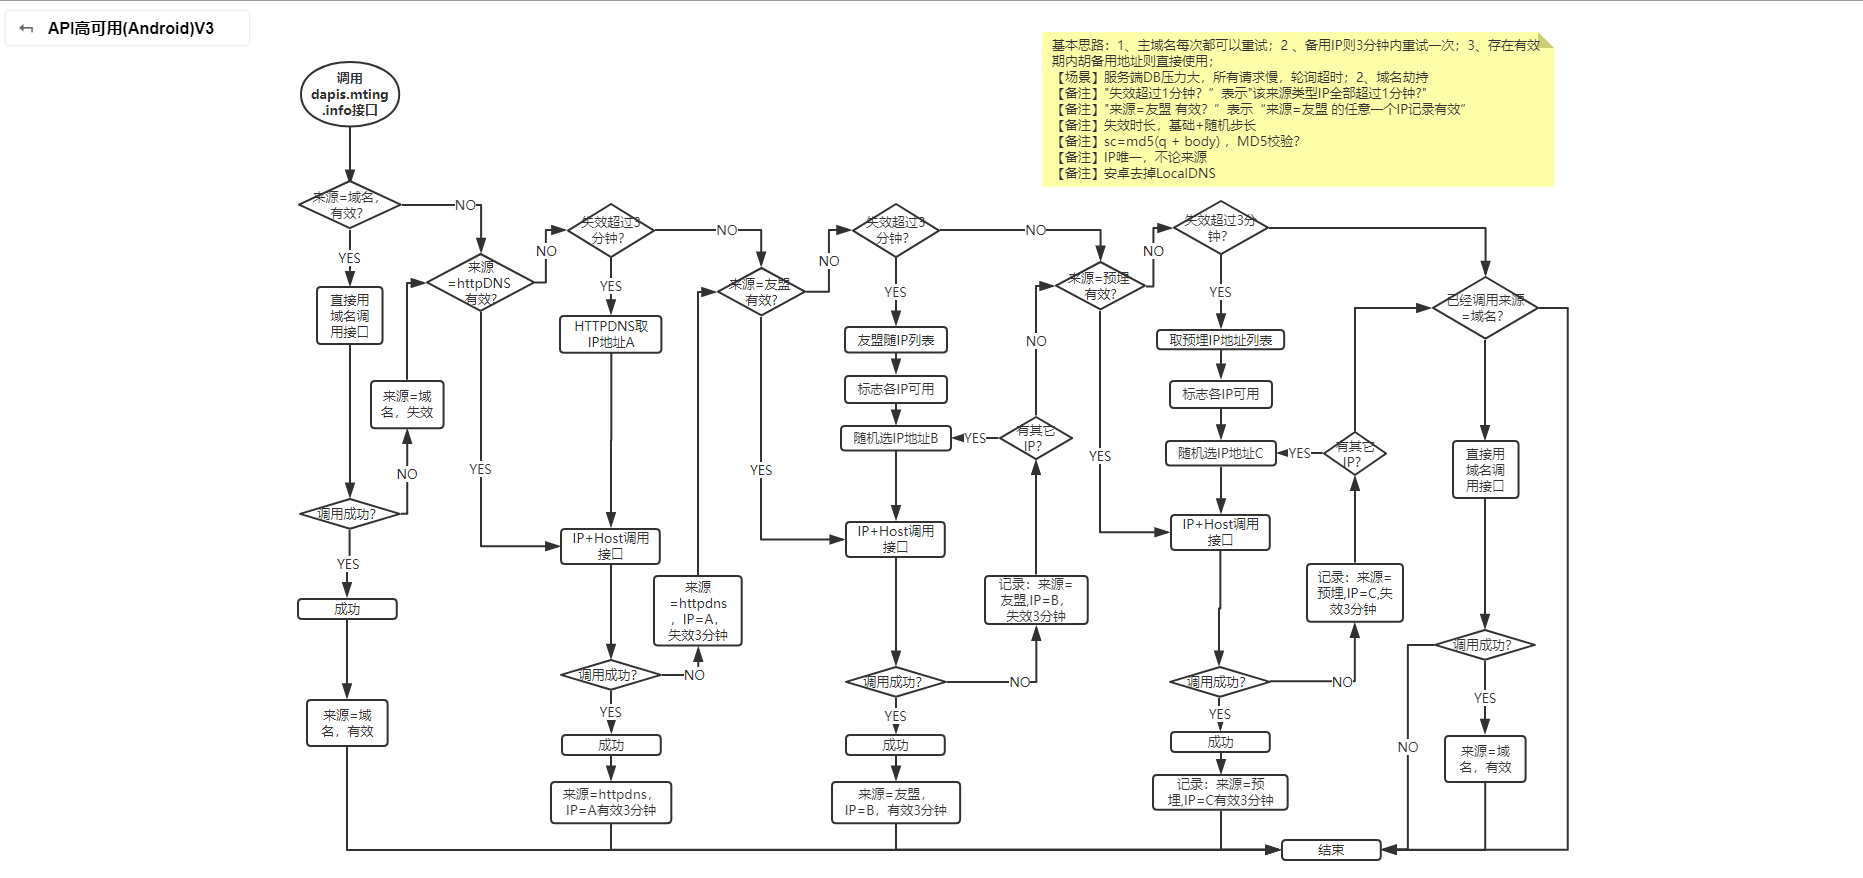 API高可用(Android)V3
基本思路：1、主域名每次都可以重试；2 、备用IP则3分钟内重试一次；3、存在有效
期内胡备用地址则直接使用；
【场景】服务端DB压力大，所有请求慢，轮询超时；2、域名劫持
【备注】"失效超过1分钟？"表示"该来源类型IP全部超过1分钟?"
【备注】"来源=友盟 有效？"表示“来源=友盟 的任意一个IP记录有效"
【备注】失效时长，基础+随机步长
【备注】sc=md5(q + body) ，MD5校验?
【备注】IP唯一，不论来源
【备注】安卓去掉LocalDNS
调用
dapis.mting
.info接口
来源=域名，
有效?
NO
YES
直接用
域名调
用接口
来源=域
名，失效
NO
调用成功?
YES
成功
来源=域
名，有效
来源
=httpDNS
有效?
NO
YES
失效超过3
分钟?
NO
YES
HTTPDNS取
IP地址A
IP+Host调用
接口
来源
=httpdns
，IP=A，
失效3分钟
调用成功?
NO
YES
成功
来源=httpdns，
IP=A有效3分钟
来源=友盟
有效?
NO
YES
失效超过3
分钟?
NO
YES
友盟随IP列表
标志各IP可用
随机选IP地址B
YES
有其它
IP?
NO
IP+Host调用
接口
记录：来源=
友盟,IP=B，
失效3分钟
调用成功?
NO
YES
成功
来源=友盟，
IP=B，有效3分钟
来源=预埋
有效?
NO
YES
失效超过3分
钟?
YES
取预埋IP地址列表
标志各IP可用
随机选IP地址C
YES
有其它
IP?
IP+Host调用
接口
记录：来源=
预埋,IP=C,失
效3分钟
调用成功?
NO
YES
成功
记录：来源=预
埋,IP=C有效3分钟
已经调用来源
=域名?
直接用
域名调
用接口
调用成功?
YES
NO
来源=域
名，有效
结束